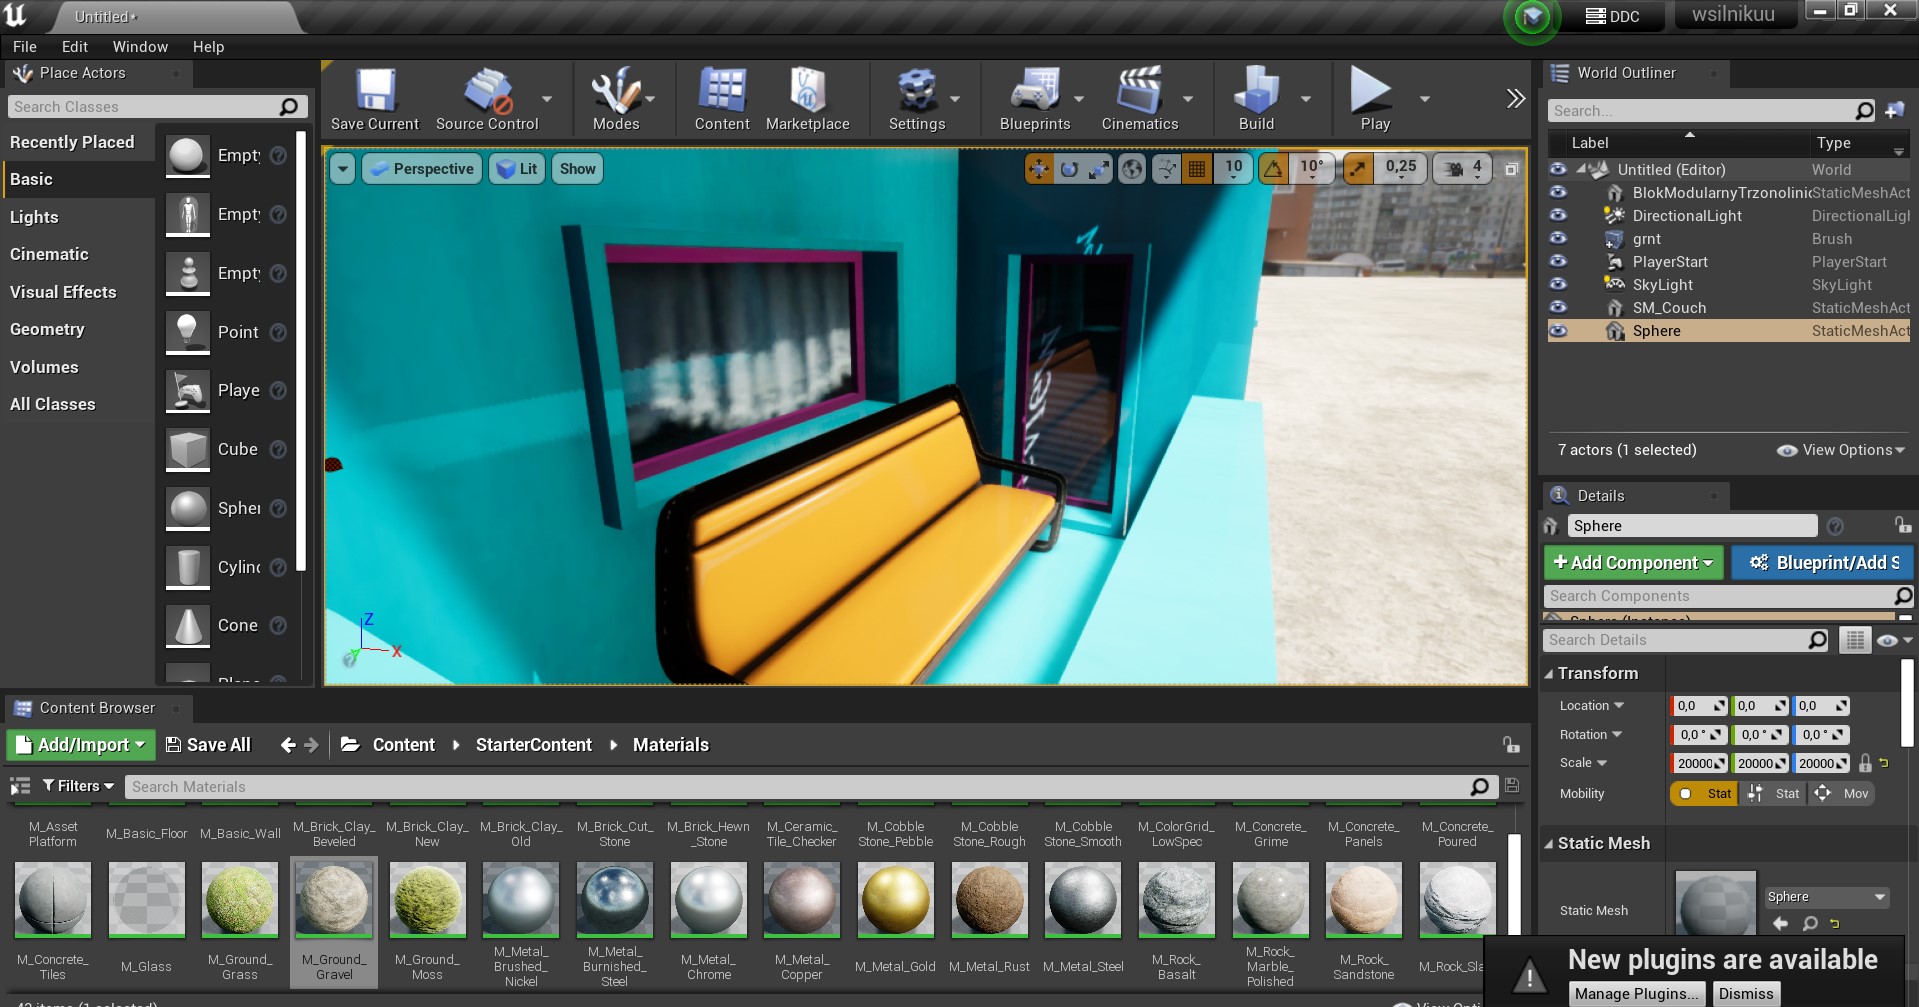 Untitled*
DDC
wsilnikuu
File Edit Window Help
Place Actors
Search Classes
Recently Placed
Basic
Lights
Cinematic
Visual Effects
Geometry
Volumes
All Classes
Empty
Empty
Empty
Point
Playe
Cube
Spher
Cylind
Cone
Save Current
Source Control
Modes
Content
Marketplace
Settings
Blueprints
Cinematics
Build
Play
Perspective
Lit
Show
10
10°
0,25
4
Z
X
Y
World Outliner
Search...
Label Type
Untitled (Editor) World
BlokModularnyTrzonolinic StaticMeshAct
DirectionalLight DirectionalLigh
grnt Brush
PlayerStart PlayerStart
SkyLight SkyLight
SM_Couch StaticMeshAct
Sphere StaticMeshAct
7 actors (1 selected)
View Options
Details
Sphere
+Add Component
Blueprint/Add S
Search Components
Sphere (Instance)
Search Details
Transform
Location 0,0 0,0 0,0
Rotation 0,0 ° 0,0 ° 0,0 °
Scale 20000 20000 20000
Mobility Stat Stat Mov
Static Mesh
Static Mesh
Sphere
Content Browser
Add/Import
Save All
Content
StarterContent
Materials
Filters
Search Materials
M_Asset
Platform
M_Basic_Floor
M_Basic_Wall
M_Brick_Clay_
Beveled
M_Brick_Clay_
New
M_Brick_Clay_
Old
M_Brick_Cut_
Stone
M_Brick_Hewn
_Stone
M_Ceramic_
Tile_Checker
M_Cobble
Stone_Pebble
M_Cobble
Stone_Rough
M_Cobble
Stone_Smooth
M_ColorGrid_
LowSpec
M_Concrete_
Grime
M_Concrete_
Panels
M_Concrete_
Poured
M_Concrete_
Tiles
M_Glass
M_Ground_
Grass
M_Ground_
Gravel
M_Ground_
Moss
M_Metal_
Brushed_
Nickel
M_Metal_
Burnished_
Steel
M_Metal_
Chrome
M_Metal_
Copper
M_Metal_Gold
M_Metal_Rust
M_Metal_Steel
M_Rock_
Basalt
M_Rock_
Marble_
Polished
M_Rock_
Sandstone
M_Rock_Sla
New plugins are available
Manage Plugins...
Dismiss